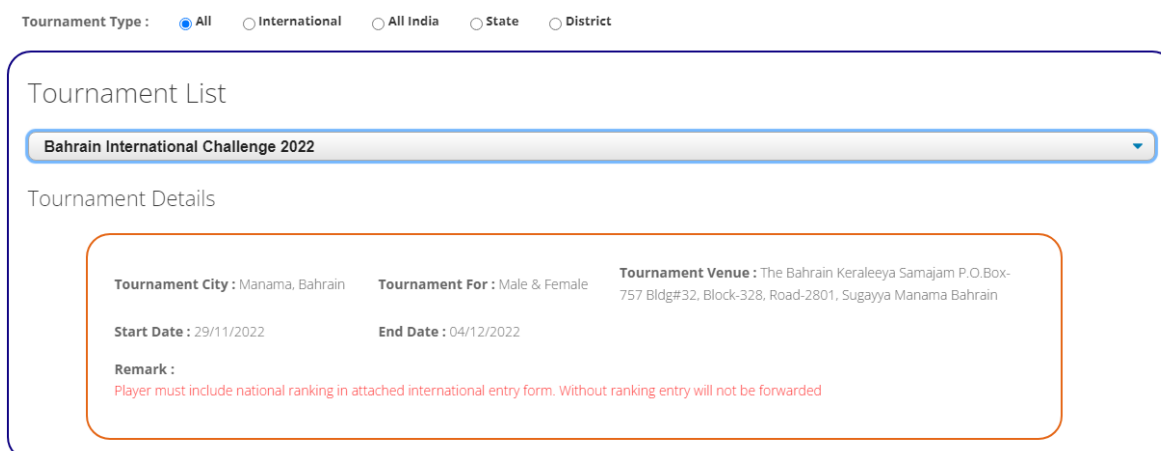 Tournament Type : All International All India State District
Tournament List
Bahrain International Challenge 2022
Tournament Details
Tournament City : Manama, Bahrain Tournament For : Male & Female Tournament Venue : The Bahrain Keraleeya Samajam P.O.Box-
757 Bldg#32, Block-328, Road-2801, Sugayya Manama Bahrain
Start Date : 29/11/2022 End Date : 04/12/2022
Remark :
Player must include national ranking in attached international entry form. Without ranking entry will not be forwarded